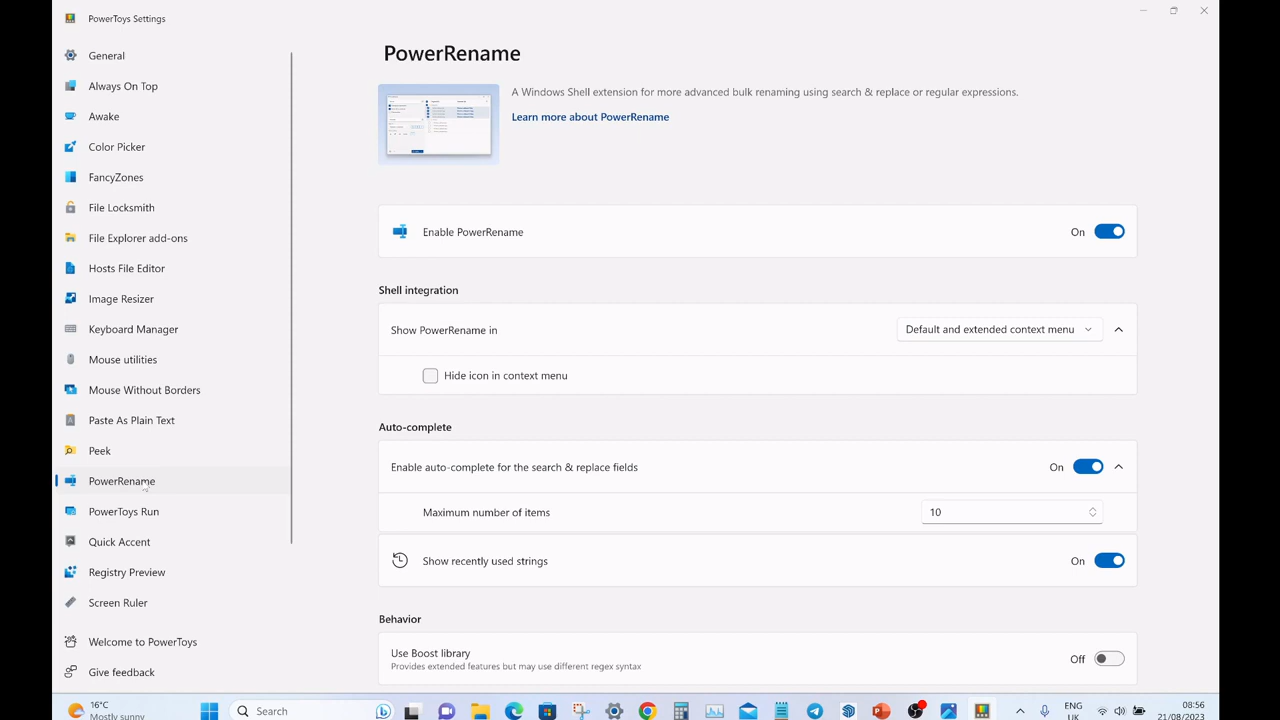 PowerToys Settings
General
Always On Top
Awake
Color Picker
FancyZones
File Locksmith
File Explorer add-ons
Hosts File Editor
Image Resizer
Keyboard Manager
Mouse utilities
Mouse Without Borders
Paste As Plain Text
Peek
PowerRename
PowerToys Run
Quick Accent
Registry Preview
Screen Ruler
Welcome to PowerToys
Give feedback
PowerRename
A Windows Shell extension for more advanced bulk renaming using search & replace or regular expressions.
Learn more about PowerRename
Enable PowerRename
On
Shell integration
Show PowerRename in
Default and extended context menu
Hide icon in context menu
Auto-complete
Enable auto-complete for the search & replace fields
On
Maximum number of items
10
Show recently used strings
On
Behavior
Use Boost library
Provides extended features but may use different regex syntax
Off
16°C
Mostly sunny
Search
ENG
UK
08:56
21/08/2023